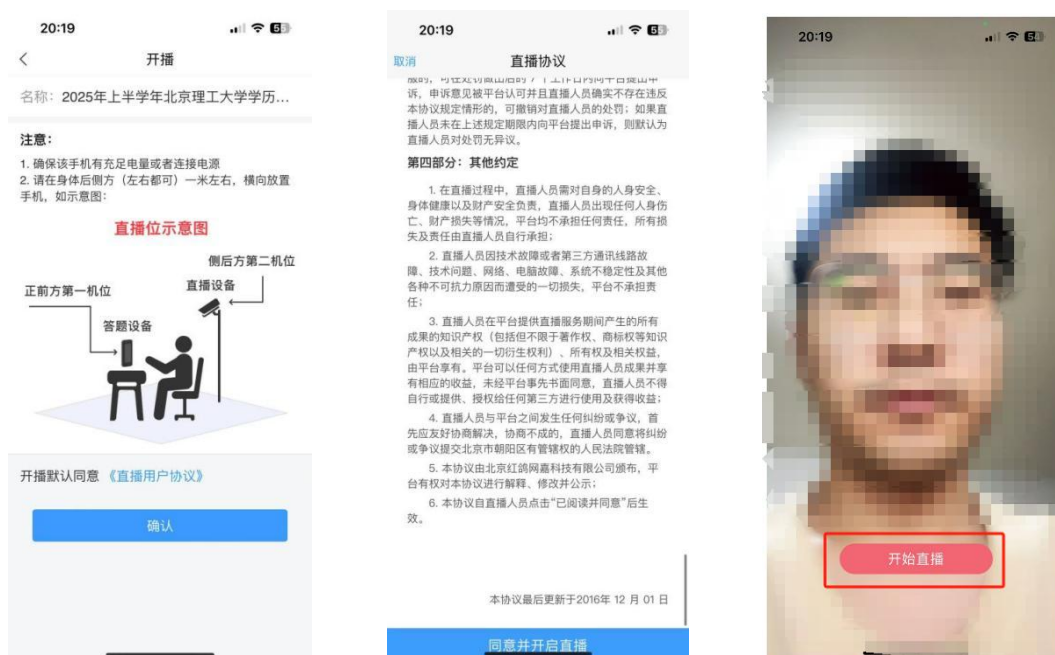 20:19
开播
名称：2025年上半学年北京理工大学学历...
注意：
1. 确保该手机有充足电量或者连接电源
2. 请在身体后侧方（左右都可）一米左右，横向放置
手机，如示意图：
直播位示意图
侧后方第二机位
直播设备
正前方第一机位
答题设备
开播默认同意 《直播用户协议》
确认
20:19
取消
直播协议
服的，可在处罚做出后的 7 个工作日内向平台提出申
诉，申诉意见被平台认可并且直播人员确实不存在违反
本协议规定情形的，可撤销对直播人员的处罚；如果直
播人员未在上述规定期限内向平台提出申诉，则默认为
直播人员对处罚无异议。
第四部分：其他约定
1. 在直播过程中，直播人员需对自身的人身安全、
身体健康以及财产安全负责，直播人员出现任何人身伤
亡、财产损失等情况，平台均不承担任何责任，所有损
失及责任由直播人员自行承担；
2. 直播人员因技术故障或者第三方通讯线路故
障、技术问题、网络、电脑故障、系统不稳定性及其他
各种不可抗力原因而遭受的一切损失，平台不承担责
任；
3. 直播人员在平台提供直播服务期间产生的所有
成果的知识产权（包括但不限于著作权、商标权等知识
产权以及相关的一切衍生权利）、所有权及相关权益，
由平台享有。平台可以任何方式使用直播人员成果并享
有相应的收益，未经平台事先书面同意，直播人员不得
自行或提供、授权给任何第三方进行使用及获得收益；
4. 直播人员与平台之间发生任何纠纷或争议，首
先应友好协商解决，协商不成的，直播人员同意将纠纷
或争议提交北京市朝阳区有管辖权的人民法院管辖。
5. 本协议由北京红鸽网嘉科技有限公司颁布，平
台有权对本协议进行解释、修改并公示；
6. 本协议自直播人员点击“已阅读并同意”后生
效。
本协议最后更新于2016年 12 月 01 日
同意并开启直播
20:19
开始直播